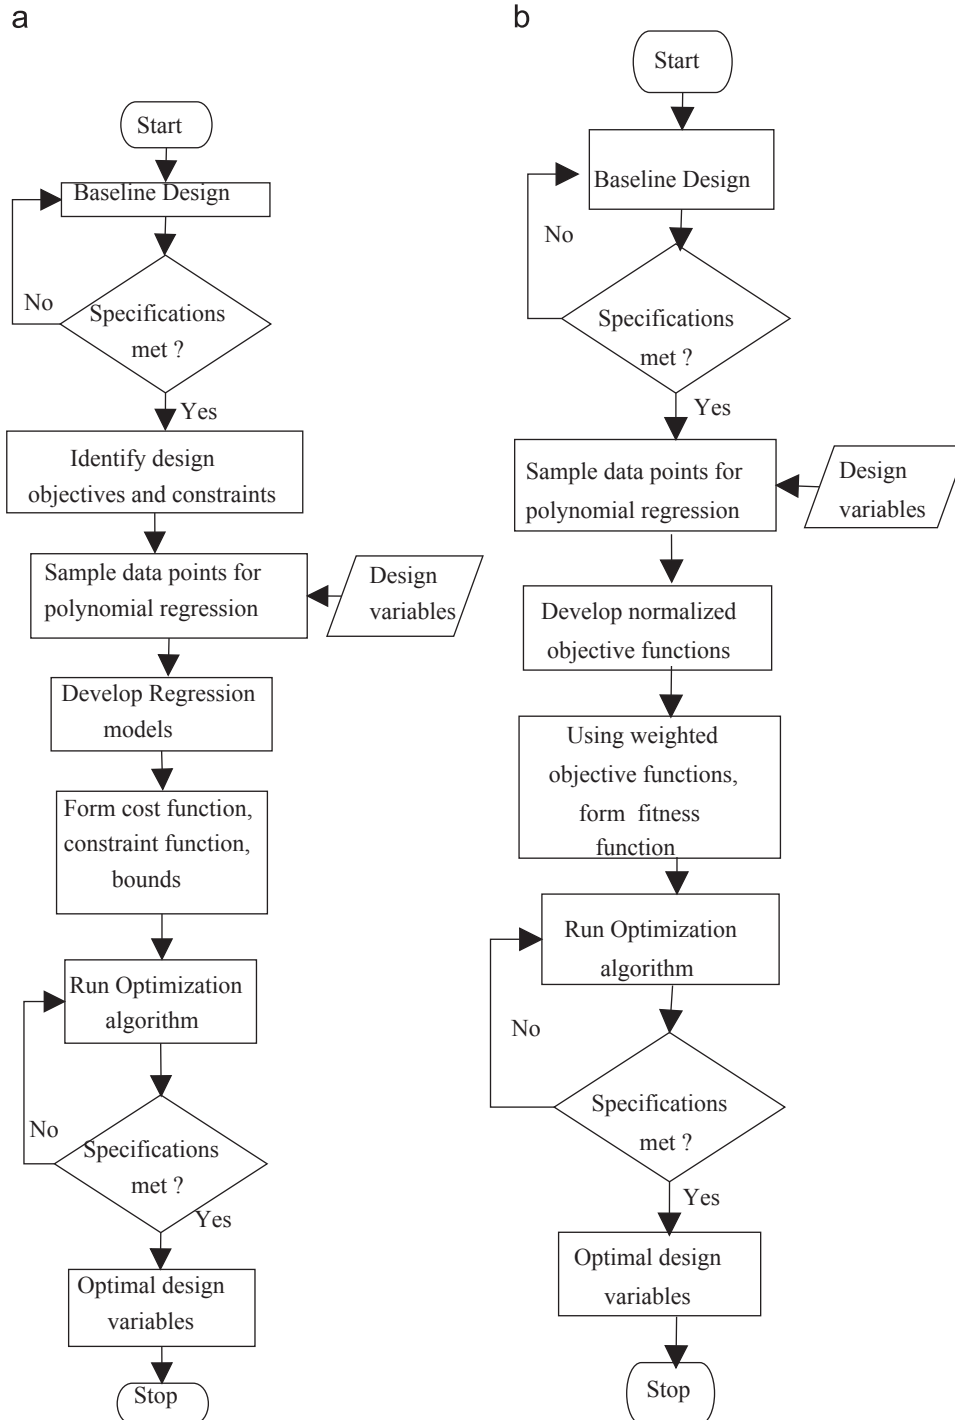 a
Start
Baseline Design
No
Specifications
met ?
Yes
Identify design
objectives and constraints
Sample data points for
polynomial regression
Design
variables
Develop Regression
models
Form cost function,
constraint function,
bounds
Run Optimization
algorithm
No
Specifications
met ?
Yes
Optimal design
variables
Stop
b
Start
Baseline Design
No
Specifications
met ?
Yes
Sample data points for
polynomial regression
Design
variables
Develop normalized
objective functions
Using weighted
objective functions,
form fitness
function
Run Optimization
algorithm
No
Specifications
met ?
Yes
Optimal design
variables
Stop